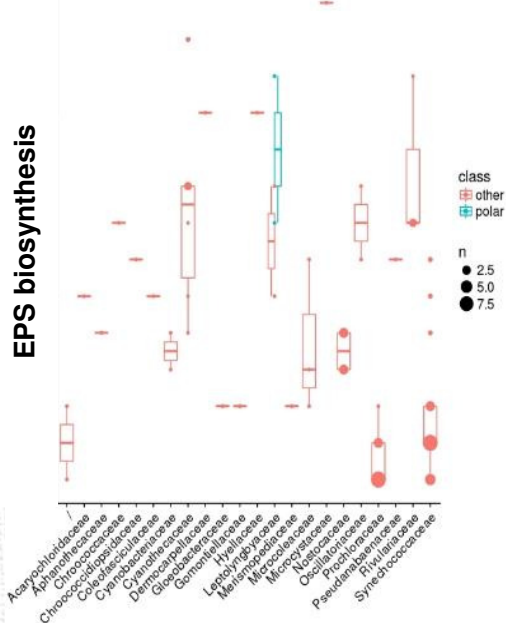 EPS biosynthesis
class
other
polar
n
2.5
5.0
7.5
/
Acaryochloridaceae
Aphanothecaceae
Chroococcaceae
Chroococcidiopsidaceae
Coleofasciculaceae
Cyanobacteriaceae
Cyanothecaceae
Dermocarpellaceae
Gloeobacteraceae
Gomontiellaceae
Hyellaceae
Leptolyngbyaceae
Merismopediaceae
Microcoleaceae
Microcystaceae
Nostocaceae
Oscillatoriaceae
Prochloraceae
Pseudanabaenaceae
Rivulariaceae
Synechococcaceae